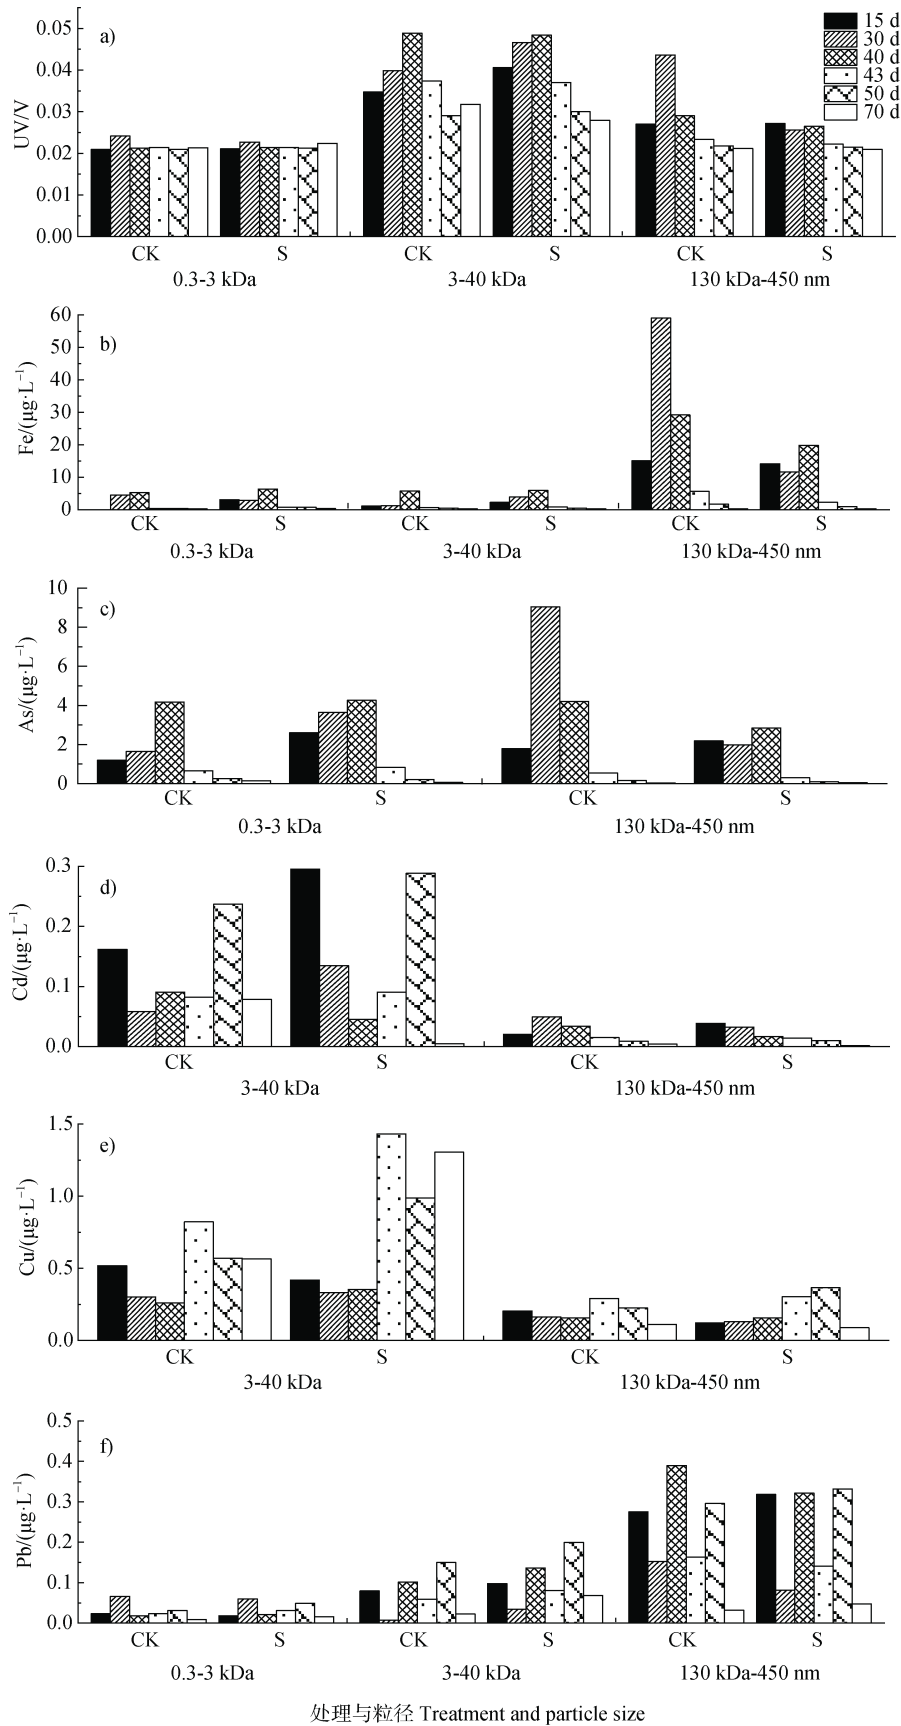 a)
UV/V
0.05
0.04
0.03
0.02
0.01
0.00
15 d
30 d
40 d
43 d
50 d
70 d
CK S CK S CK S
0.3-3 kDa 3-40 kDa 130 kDa-450 nm
b)
Fe/(μg·L⁻¹)
60
50
40
30
20
10
0
CK S CK S CK S
0.3-3 kDa 3-40 kDa 130 kDa-450 nm
c)
As/(μg·L⁻¹)
10
8
6
4
2
0
CK S CK S
0.3-3 kDa 130 kDa-450 nm
d)
Cd/(μg·L⁻¹)
0.3
0.2
0.1
0.0
CK S CK S
3-40 kDa 130 kDa-450 nm
e)
Cu/(μg·L⁻¹)
1.5
1.0
0.5
0.0
CK S CK S
3-40 kDa 130 kDa-450 nm
f)
Pb/(μg·L⁻¹)
0.5
0.4
0.3
0.2
0.1
0.0
CK S CK S CK S
0.3-3 kDa 3-40 kDa 130 kDa-450 nm
处理与粒径 Treatment and particle size